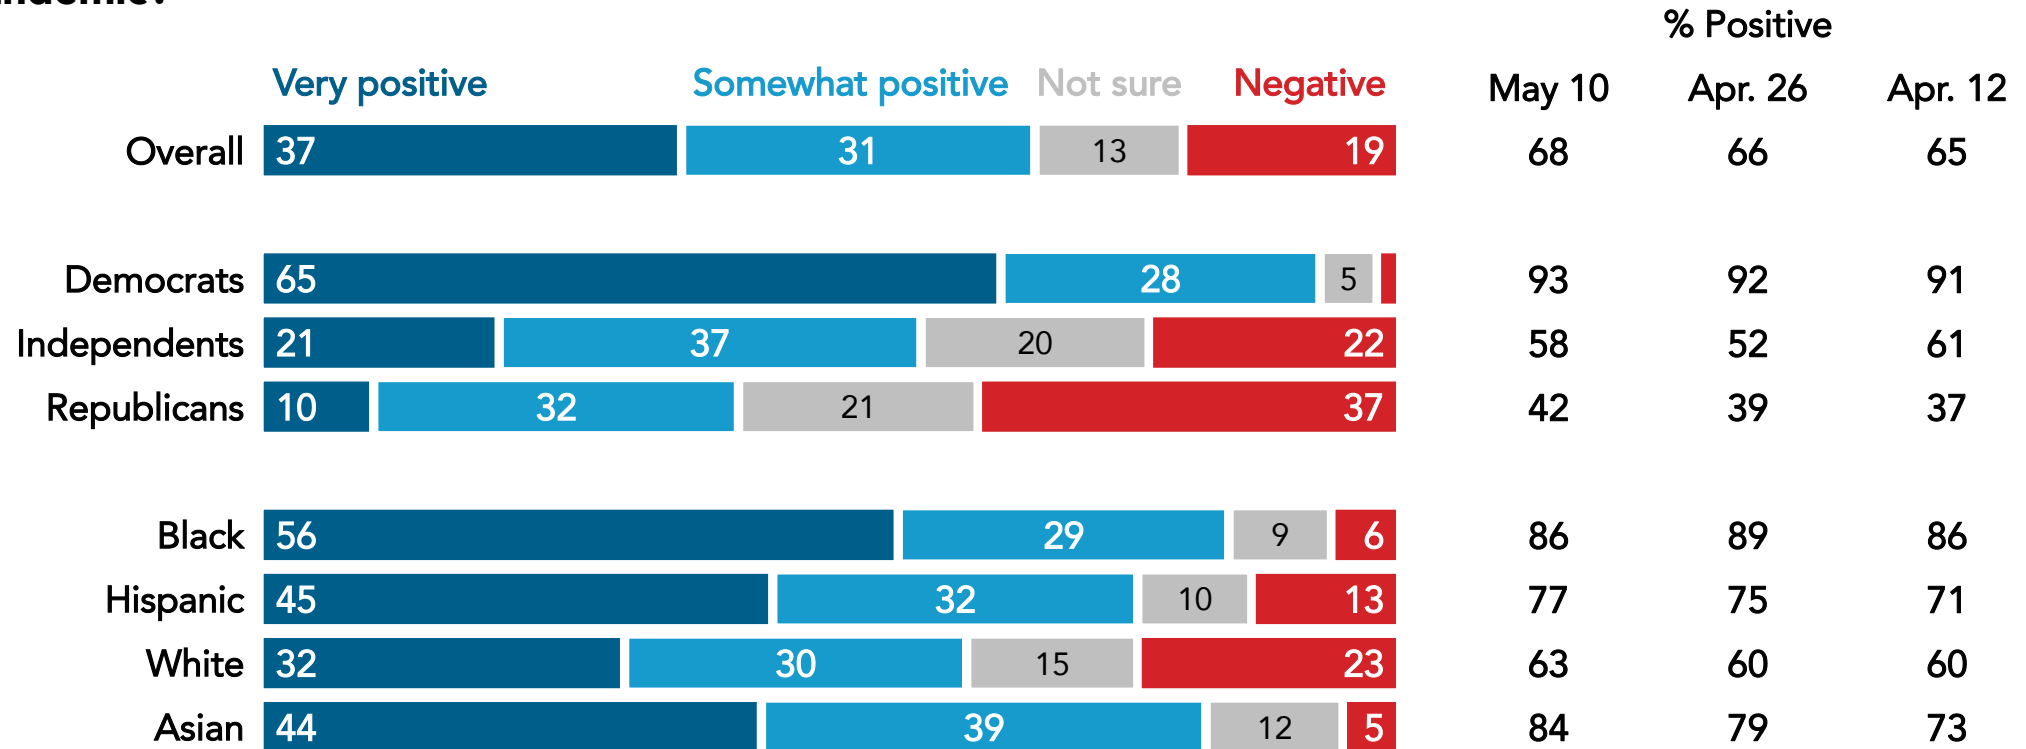 % Positive
Very positive Somewhat positive Not sure Negative May 10 Apr. 26 Apr. 12
Overall 37 31 13 19 68 66 65
Democrats 65 28 5 93 92 91
Independents 21 37 20 22 58 52 61
Republicans 10 32 21 37 42 39 37
Black 56 29 9 6 86 89 86
Hispanic 45 32 10 13 77 75 71
White 32 30 15 23 63 60 60
Asian 44 39 12 5 84 79 73